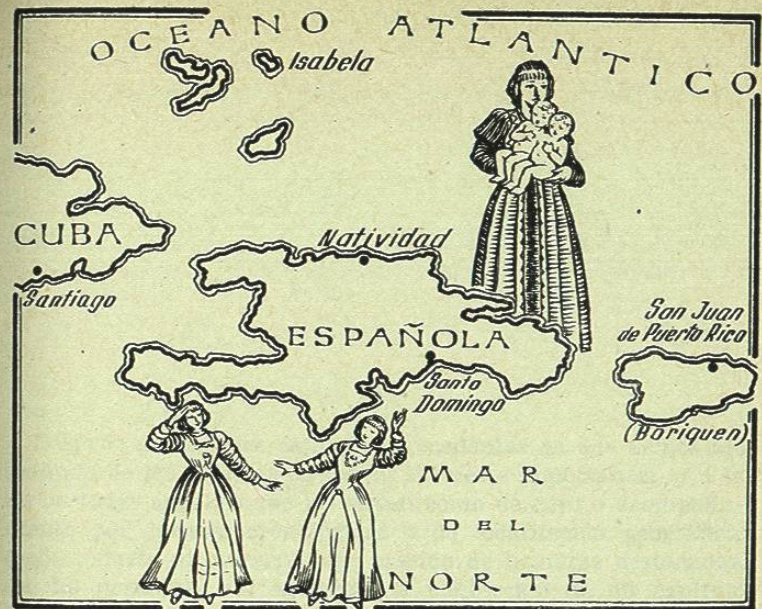 OCEANO ATLANTICO
Isabela
CUBA
Natividad
Santiago
San Juan
de Puerto Rico
ESPAÑOLA
Santo
Domingo
(Boriquen)
MAR
DEL
NORTE